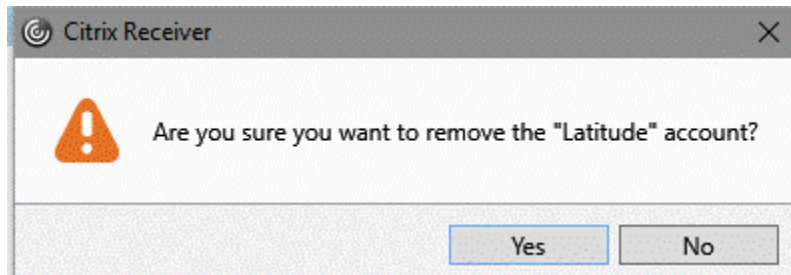 Citrix Receiver
Are you sure you want to remove the "Latitude" account?
Yes No